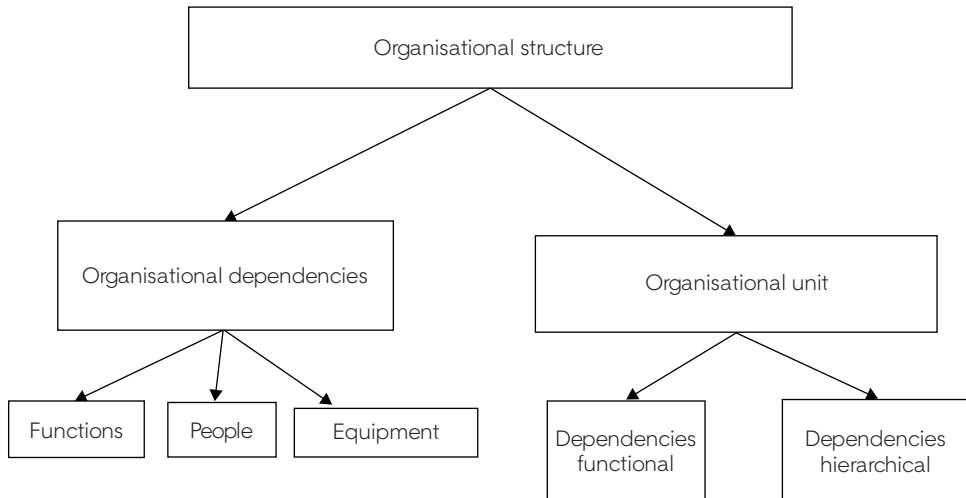 Organisational structure
Organisational dependencies
Organisational unit
Functions
People
Equipment
Dependencies
functional
Dependencies
hierarchical